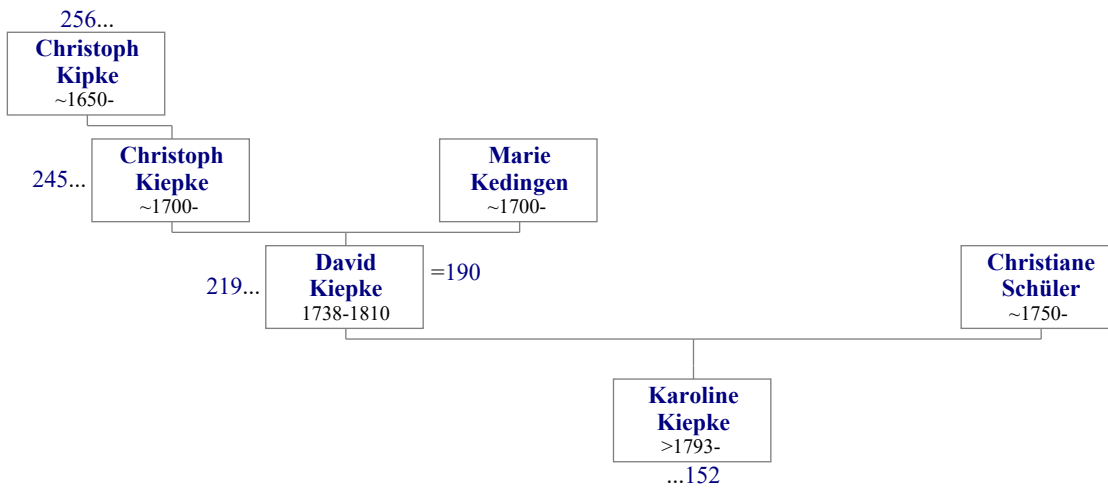 256...
Christoph
Kipke
~1650-
245...
Christoph
Kiepke
~1700-
Marie
Kedingen
~1700-
219...
David
Kiepke
1738-1810
=190
Christiane
Schüler
~1750-
Karoline
Kiepke
>1793-
...152